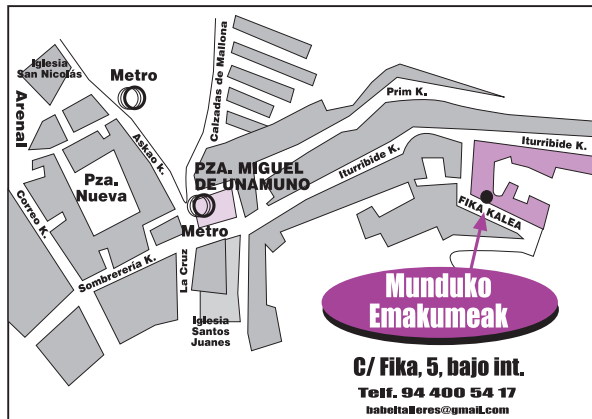 Iglesia
San Nicolás
Metro
Arenal
Calzadas de Mallona
Prim K.
Askao k.
Iturribide K.
PZA. MIGUEL
DE UNAMUNO
Iturribide K.
Pza.
Nueva
Correo K.
FIKA KALEA
Metro
Sombrerería K.
La Cruz
Iglesia
Santos
Juanes
Munduko
Emakumeak
C/ Fika, 5, bajo int.
Telf. 94 400 54 17
babeltalleres@gmail.com